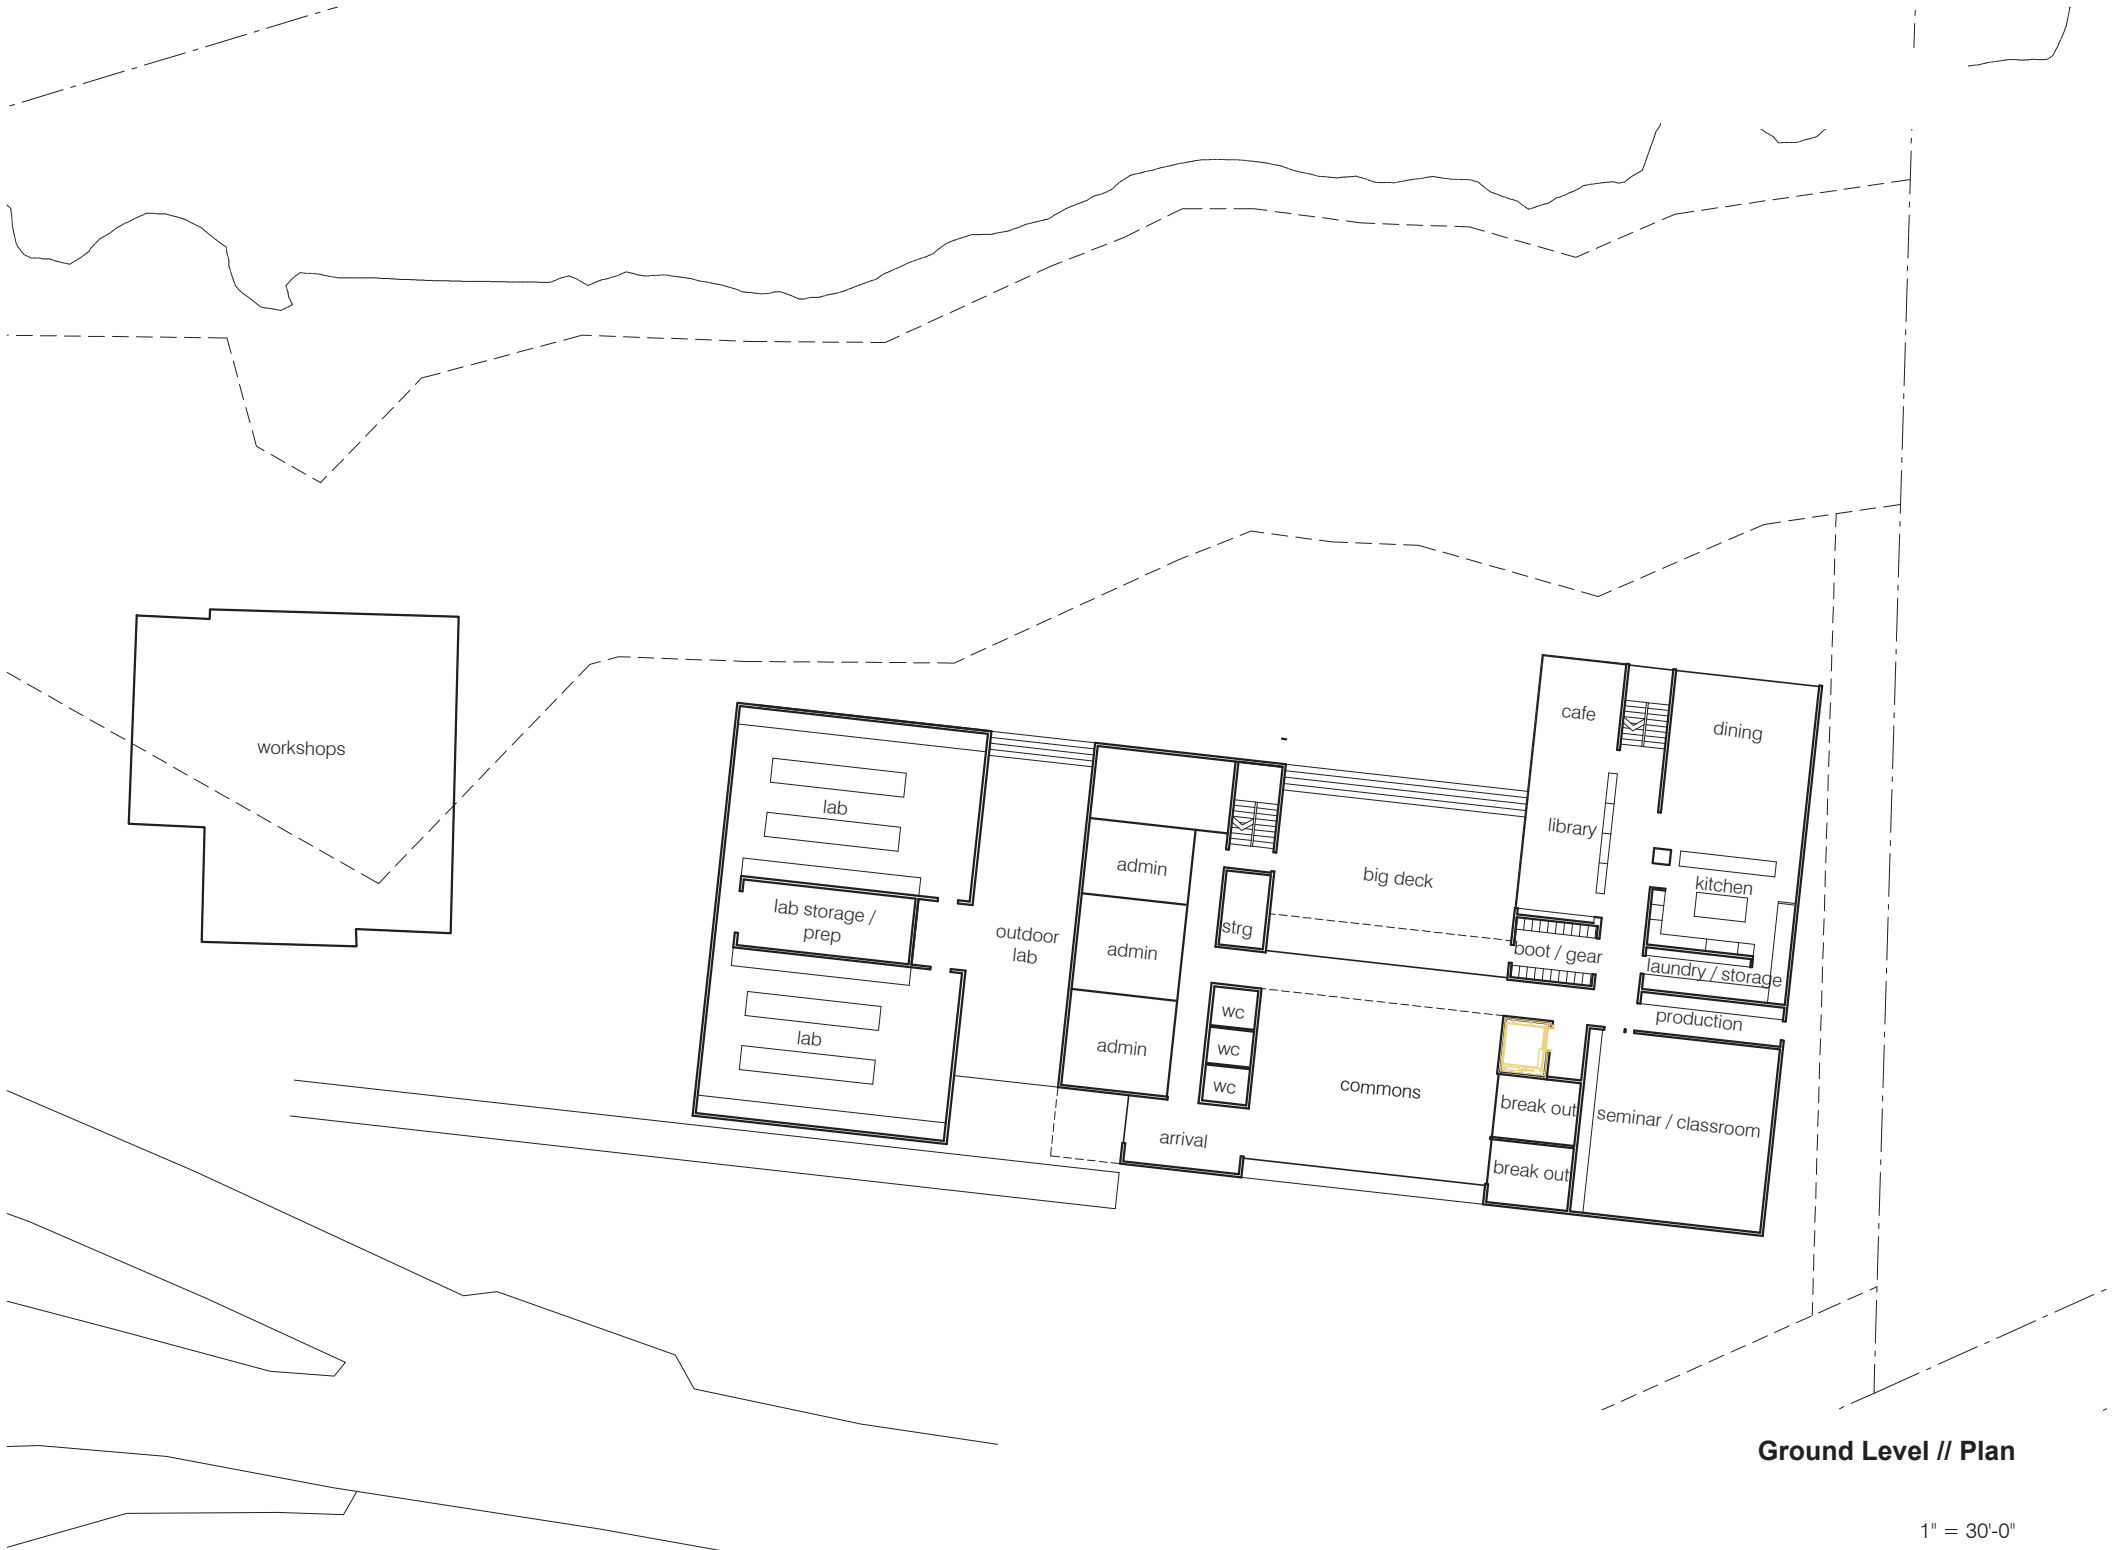 cafe
dining
workshops
lab
library
admin
big deck
kitchen
lab storage /
prep
strg
outdoor
lab
admin
boot / gear
laundry / storage
wc
production
lab
admin
wc
wc
commons
break out
seminar / classroom
arrival
break out
Ground Level // Plan
1" = 30'-0"